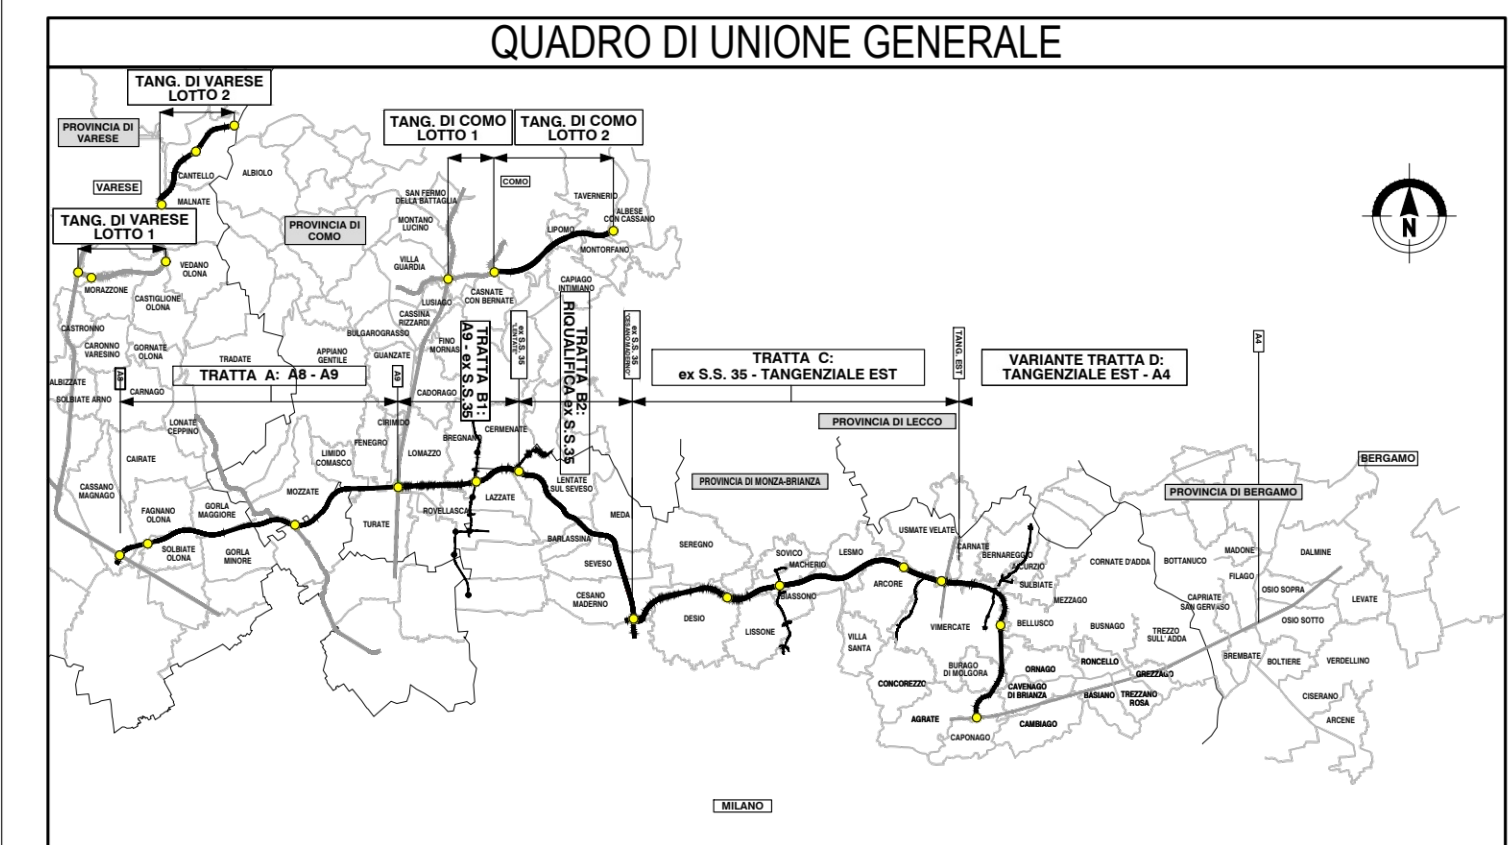 QUADRO DI UNIONE GENERALE
TANG. DI VARESE
LOTTO 2
PROVINCIA DI
VARESE
TANG. DI COMO
LOTTO 1
TANG. DI COMO
LOTTO 2
CANTELLO
ALBIOLO
VARESE
MALNATE
COMO
SAN FERMO
DELLA BATTAGLIA
TAVERNERIO
ALBESE
CON CASSANO
TANG. DI VARESE
LOTTO 1
PROVINCIA DI
COMO
MONTANO
LUCINO
LIPOMO
MONTORFANO
N
VEDANO
OLONA
VILLA
GUARDIA
MORAZZONE
CASTIGLIONE
OLONA
LUSIAGO
CASNATE
CON BERNATE
CAPIAGO
INTIMIANO
CASSINA
RIZZARDI
CASTRONNO
BULGAROGRASSO
CARONNO
VARESINO
GORNATE
OLONA
TRADATE
APPIANO
GENTILE
GUANZATE
FINO
MORNAS
TRATTA B1:
A9 - ex S.S.35
ex S.S. 35
"LENTATE"
TRATTA B2:
RIQUALIFICA ex S.S.35
ex S.S. 35
"CESANO MADERNO"
TRATTA C:
ex S.S. 35 - TANGENZIALE EST
TANG. EST
VARIANTE TRATTA D:
TANGENZIALE EST - A4
A4
ALBIZZATE
SOLBIATE ARNO
A8
CARNAGO
TRATTA A: A8 - A9
A9
CADORAGO
LONATE
CEPPINO
CIRIMIDO
FENEGRO
BREGNANO
CERMENATE
PROVINCIA DI LECCO
CAIRATE
LIMIDO
COMASCO
LOMAZZO
BERGAMO
CASSANO
MAGNAGO
MOZZATE
LAZZATE
LENTATE
SUL SEVESO
PROVINCIA DI MONZA-BRIANZA
PROVINCIA DI BERGAMO
FAGNANO
OLONA
GORLA
MAGGIORE
TURATE
ROVELLASCA
MEDA
SOLBIATE
OLONA
GORLA
MINORE
BARLASSINA
SEVESO
SEREGNO
SOVICO
MACHERIO
LESMO
USMATE VELATE
CARNATE
BERNAREGGIO
AICURZIO
SULBIATE
MEZZAGO
CORNATE D'ADDA
BOTTANUCO
MADONE
FILAGO
DALMINE
OSIO SOPRA
LEVATE
CESANO
MADERNO
DESIO
BIASSONO
LISSONE
ARCORE
VIMERCATE
BELLUSCO
BUSNAGO
TREZZO
SULL' ADDA
CAPRIATE
SAN GERVASO
OSIO SOTTO
VILLA
SANTA
BURAGO
DI MOLGORA
ORNAGO
RONCELLO
GREZZAGO
BREMBATE
BOLTIERE
VERDELLINO
CONCOREZZO
CAVENAGO
DI BRIANZA
BASIANO
TREZZANO
ROSA
CISERANO
AGRATE
CAMBIAGO
ARCENE
CAPONAGO
MILANO